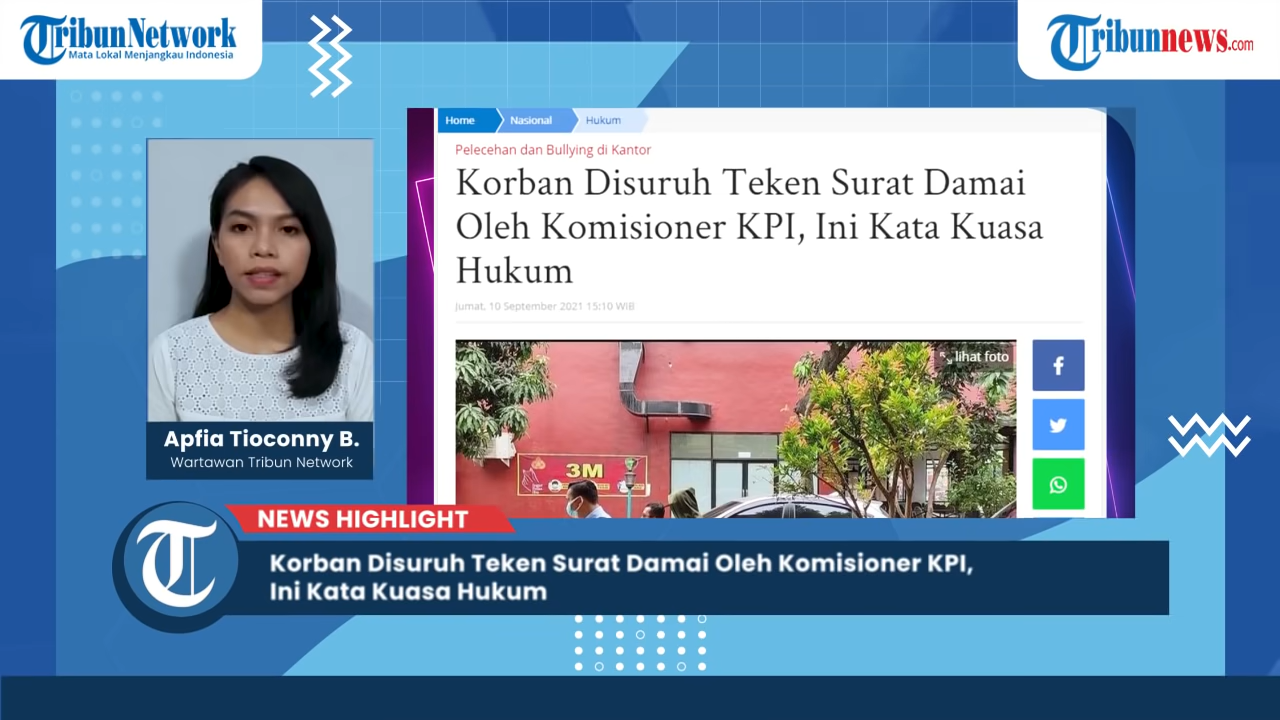 TribunNetwork
Mata Lokal Menjangkau Indonesia
Tribunnews.com
Home
Nasional
Hukum
Pelecehan dan Bullying di Kantor
Korban Disuruh Teken Surat Damai
Oleh Komisioner KPI, Ini Kata Kuasa
Hukum
Jumat, 10 September 2021 15:10 WIB
lihat foto
3M
Apfia Tioconny B.
Wartawan Tribun Network
NEWS HIGHLIGHT
Korban Disuruh Teken Surat Damai Oleh Komisioner KPI,
Ini Kata Kuasa Hukum